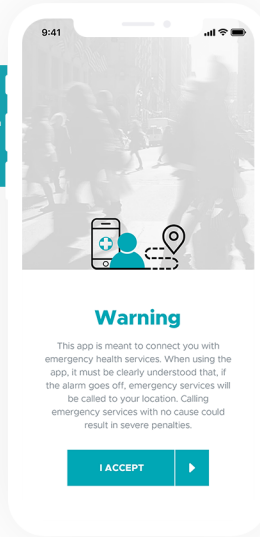 9:41
Warning
This app is meant to connect you with
emergency health services. When using the
app, it must be clearly understood that, if
the alarm goes off, emergency services will
be called to your location. Calling
emergency services with no cause could
result in severe penalties.
I ACCEPT